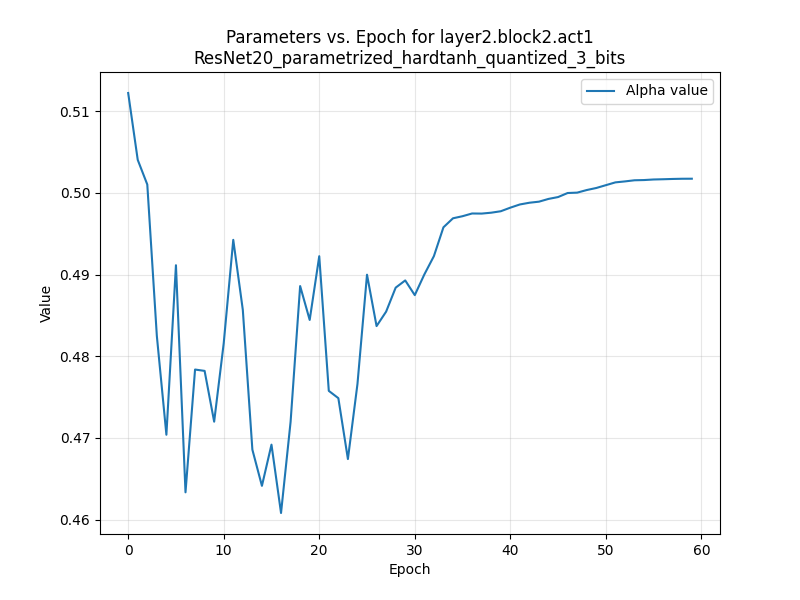 Parameters vs. Epoch for layer2.block2.act1
ResNet20_parametrized_hardtanh_quantized_3_bits
Alpha value
0.51
0.50
0.49
0.48
0.47
0.46
Value
0 10 20 30 40 50 60
Epoch